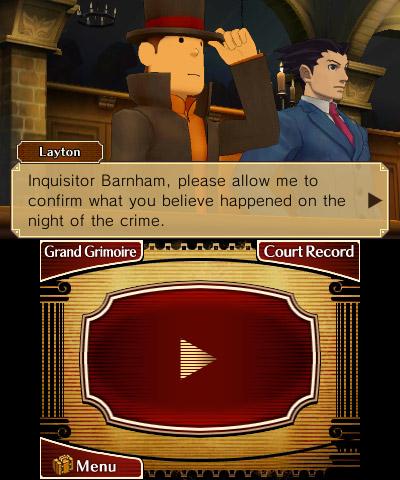 Layton
Inquisitor Barnham, please allow me to
confirm what you believe happened on the
night of the crime.
Grand Grimoire
Court Record
Menu